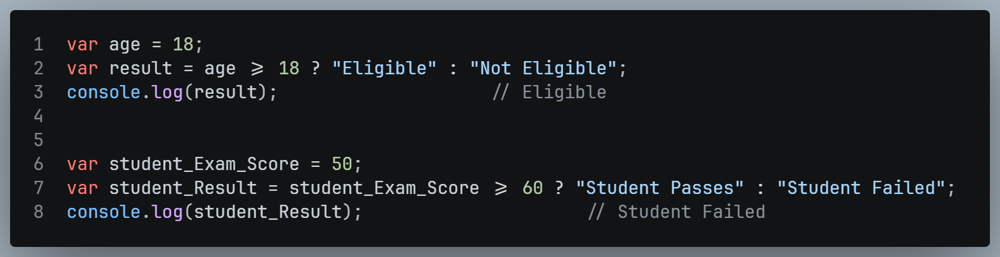 1 var age = 18;
2 var result = age >= 18 ? "Eligible" : "Not Eligible";
3 console.log(result); // Eligible
4
5
6 var student_Exam_Score = 50;
7 var student_Result = student_Exam_Score >= 60 ? "Student Passes" : "Student Failed";
8 console.log(student_Result); // Student Failed